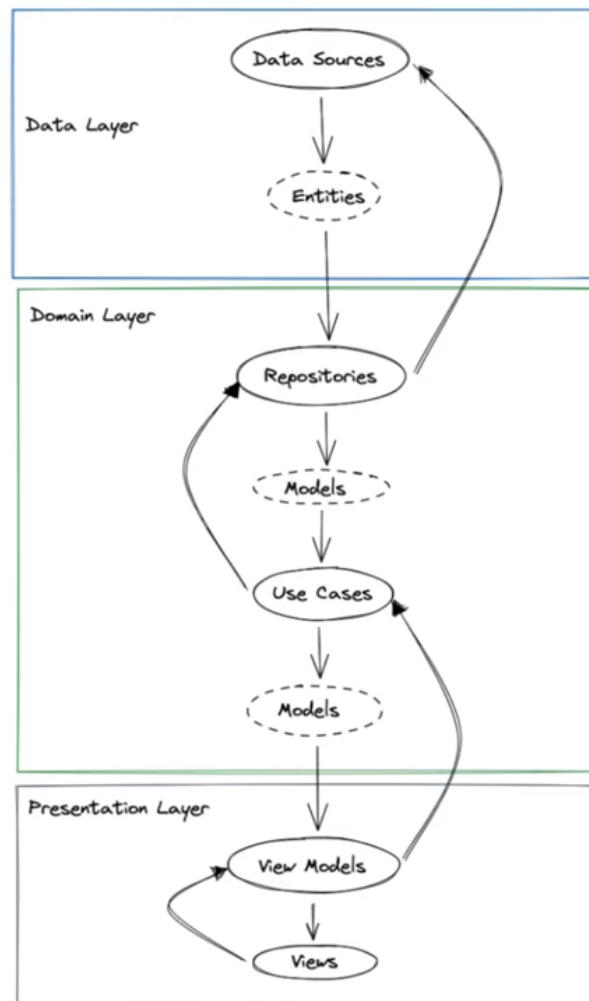 Data Sources
Data Layer
Entities
Domain Layer
Repositories
Models
Use Cases
Models
Presentation Layer
View Models
Views